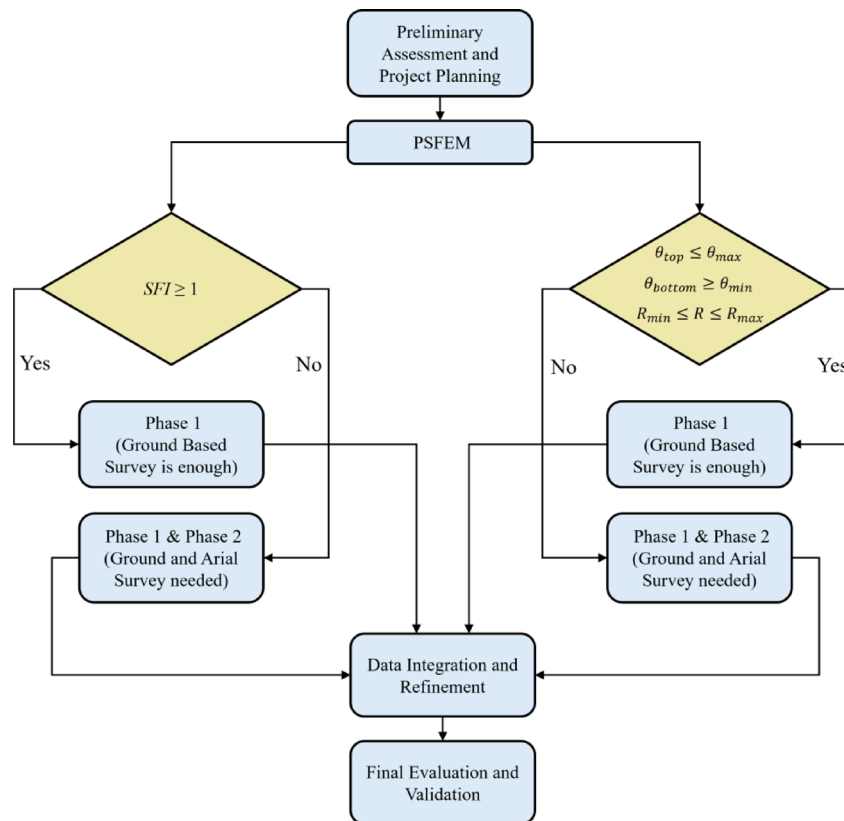 Preliminary
Assessment and
Project Planning
PSFEM
SFI ≥ 1
θ_top ≤ θ_max
θ_bottom ≥ θ_min
R_min ≤ R ≤ R_max
Yes
No
No
Yes
Phase 1
(Ground Based
Survey is enough)
Phase 1
(Ground Based
Survey is enough)
Phase 1 & Phase 2
(Ground and Arial
Survey needed)
Phase 1 & Phase 2
(Ground and Arial
Survey needed)
Data Integration and
Refinement
Final Evaluation and
Validation